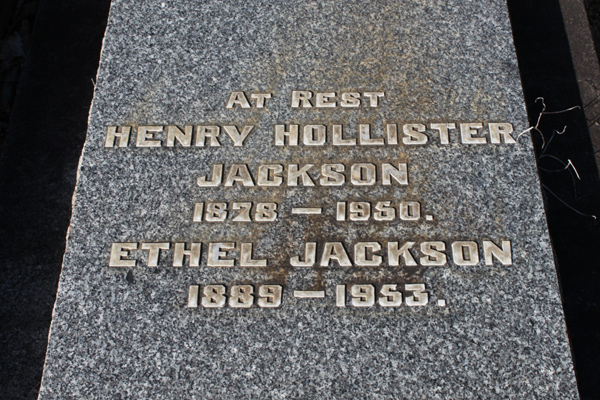 AT REST
HENRY HOLLISTER
JACKSON
1878 — 1950.
ETHEL JACKSON
1889 — 1953.